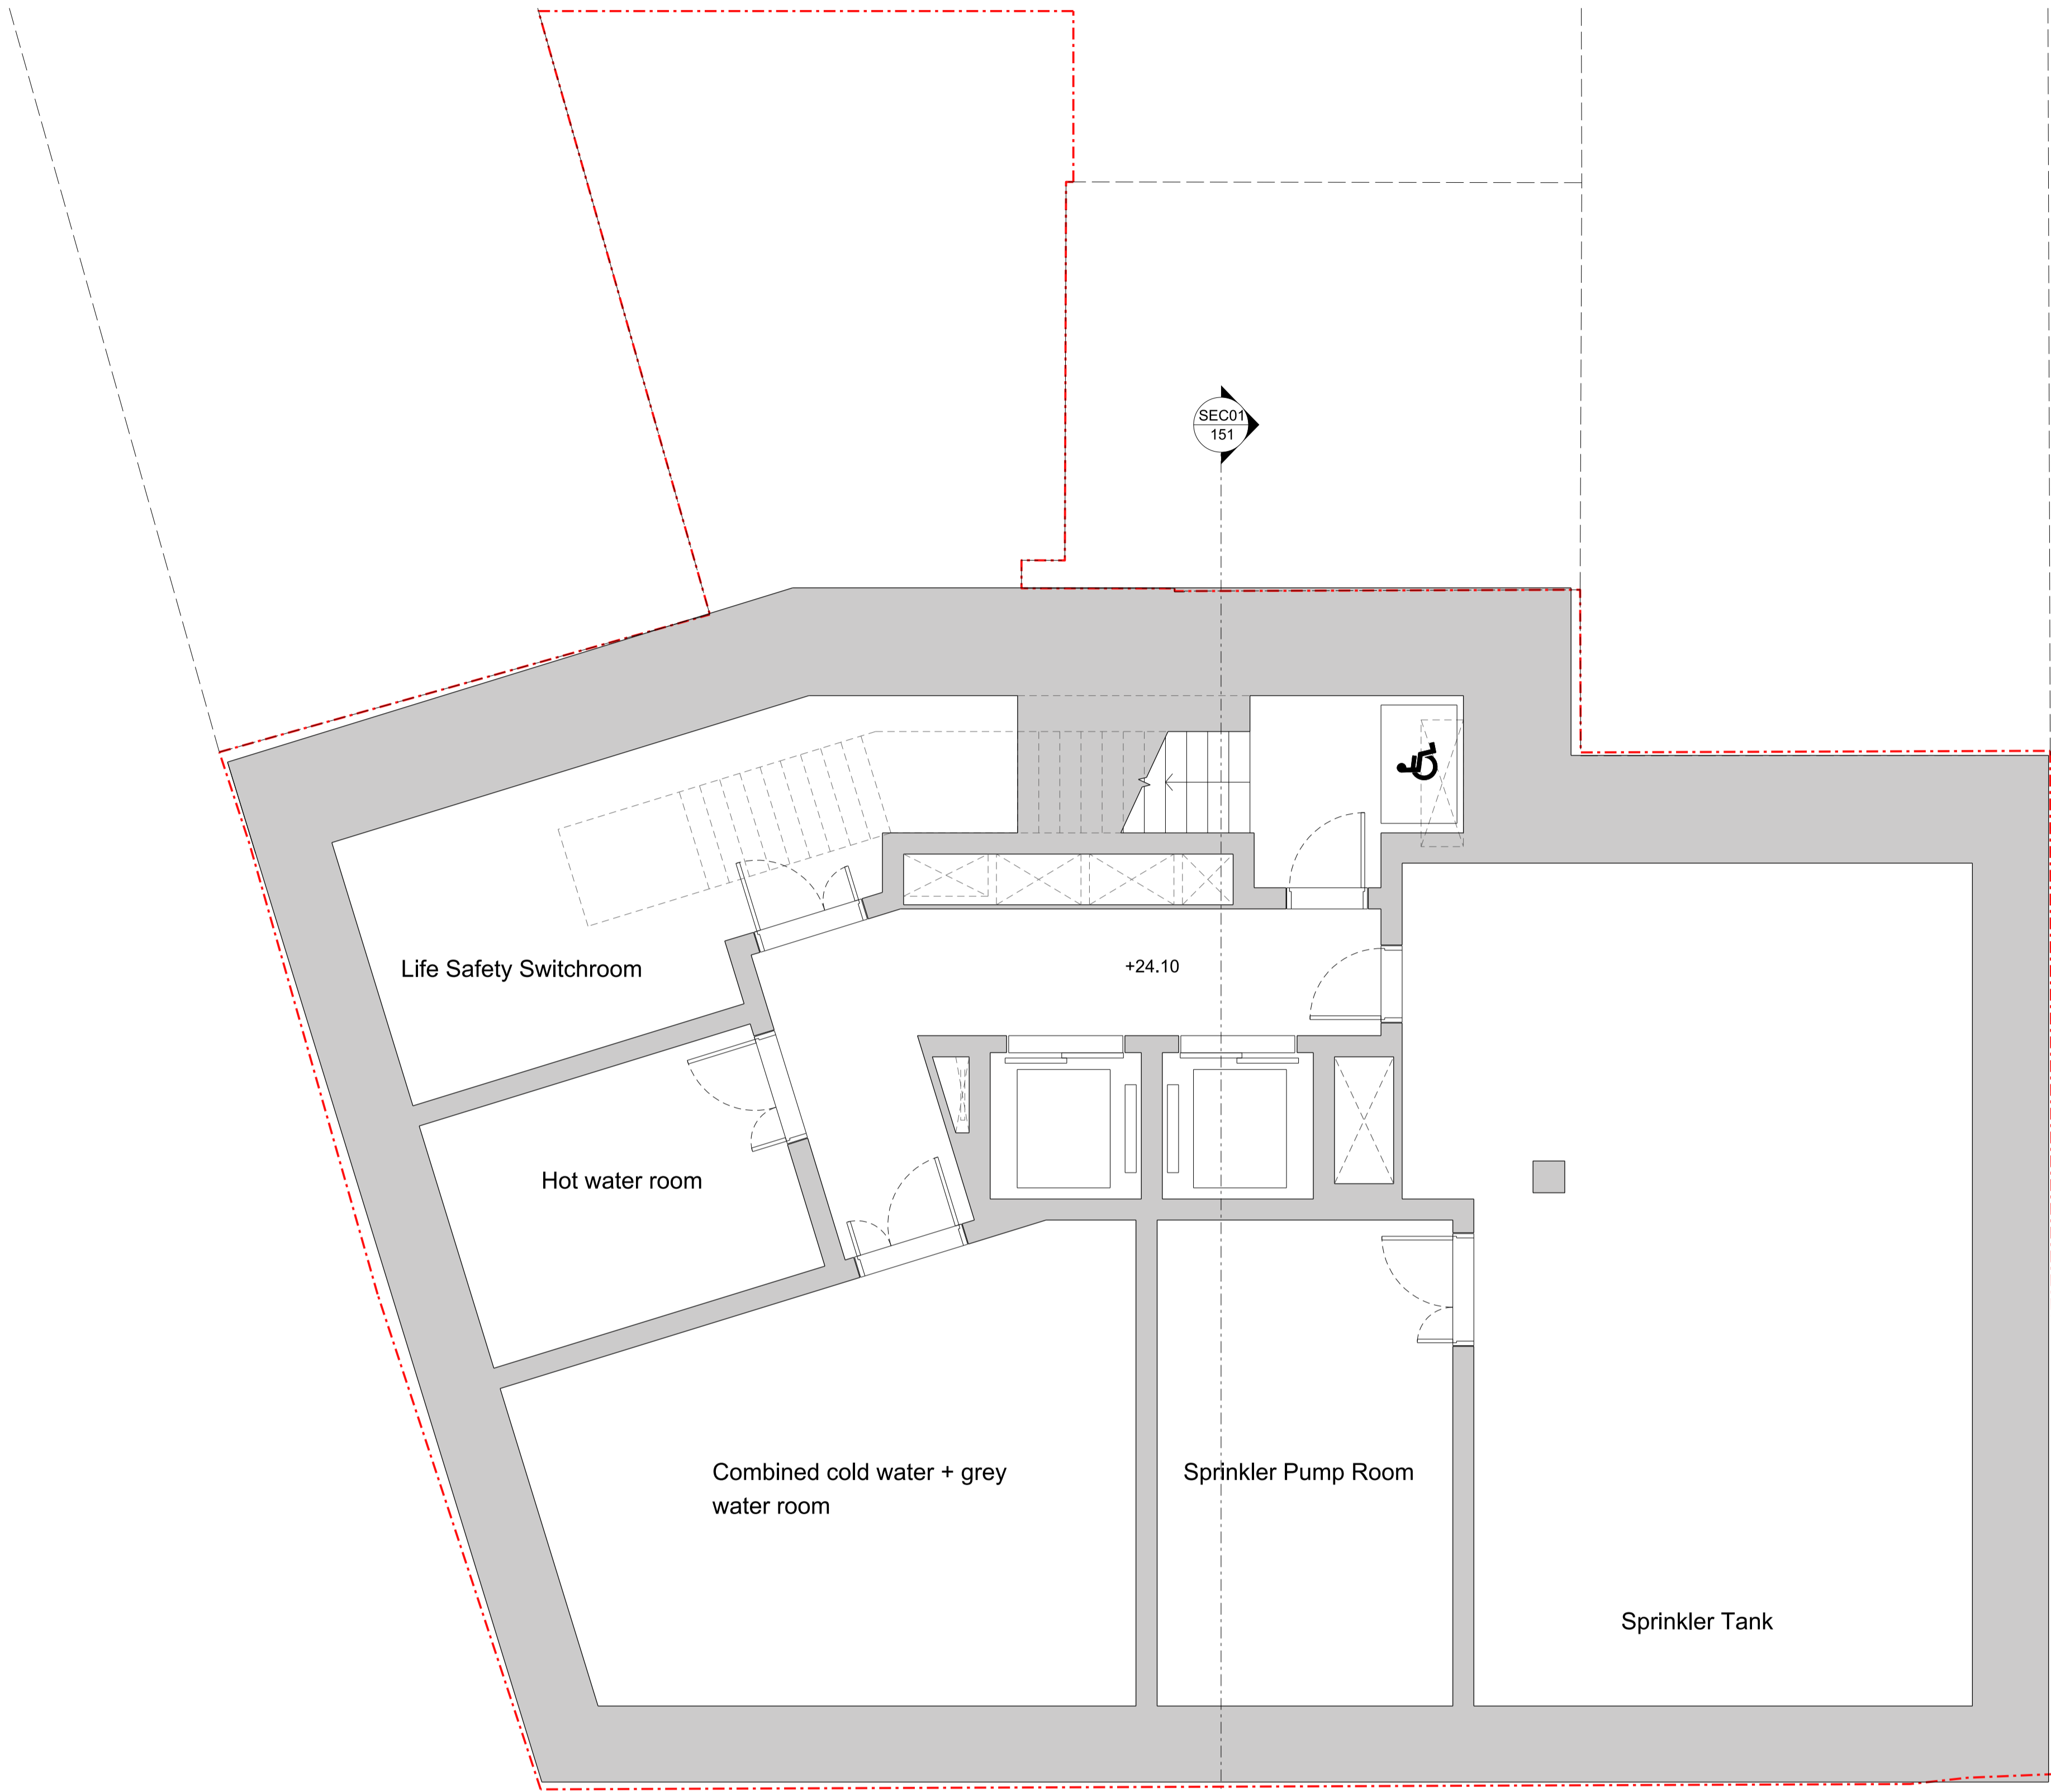 SEC01
151
+24.10
Life Safety Switchroom
Hot water room
Combined cold water + grey
water room
Sprinkler Pump Room
Sprinkler Tank